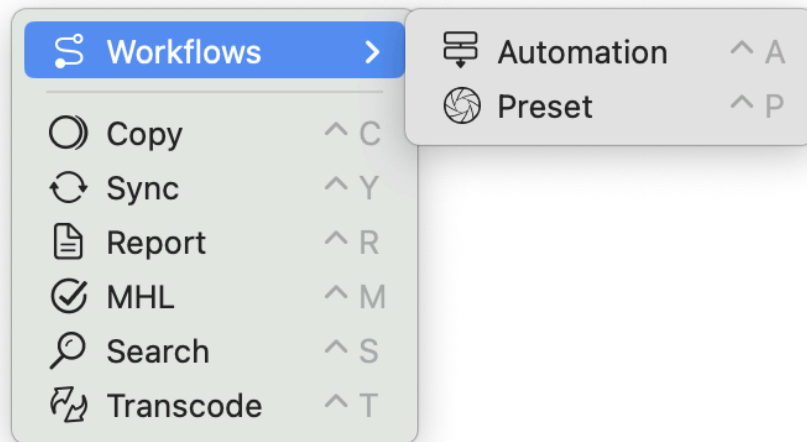 Workflows
Automation ^ A
Preset ^ P
Copy ^ C
Sync ^ Y
Report ^ R
MHL ^ M
Search ^ S
Transcode ^ T